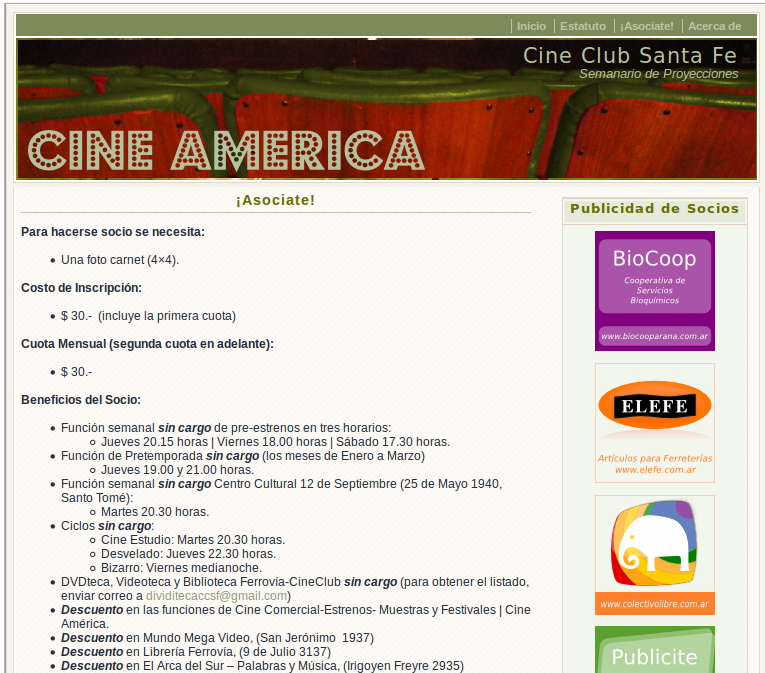 Inicio | Estatuto | ¡Asociate! | Acerca de
Cine Club Santa Fe
Semanario de Proyecciones
CINE AMERICA
¡Asociate!
Para hacerse socio se necesita:
Una foto carnet (4×4).
Costo de Inscripción:
$ 30.- (incluye la primera cuota)
Cuota Mensual (segunda cuota en adelante):
$ 30.-
Beneficios del Socio:
Función semanal sin cargo de pre-estrenos en tres horarios:
Jueves 20.15 horas | Viernes 18.00 horas | Sábado 17.30 horas.
Función de Pretemporada sin cargo (los meses de Enero a Marzo)
Jueves 19.00 y 21.00 horas.
Función semanal sin cargo Centro Cultural 12 de Septiembre (25 de Mayo 1940,
Santo Tomé):
Martes 20.30 horas.
Ciclos sin cargo:
Cine Estudio: Martes 20.30 horas.
Desvelado: Jueves 22.30 horas.
Bizarro: Viernes medianoche.
DVDteca, Videoteca y Biblioteca Ferrovía-CineClub sin cargo (para obtener el listado,
enviar correo a dividitecaccsf@gmail.com)
Descuento en las funciones de Cine Comercial-Estrenos- Muestras y Festivales | Cine
América.
Descuento en Mundo Mega Video, (San Jerónimo 1937)
Descuento en Librería Ferrovía, (9 de Julio 3137)
Descuento en El Arca del Sur – Palabras y Música, (Irigoyen Freyre 2935)
Publicidad de Socios
BioCoop
Cooperativa de
Servicios
Bioquímicos
www.biocooparana.com.ar
ELEFE
Artículos para Ferreterías
www.elefe.com.ar
www.colectivolibre.com.ar
Publicite